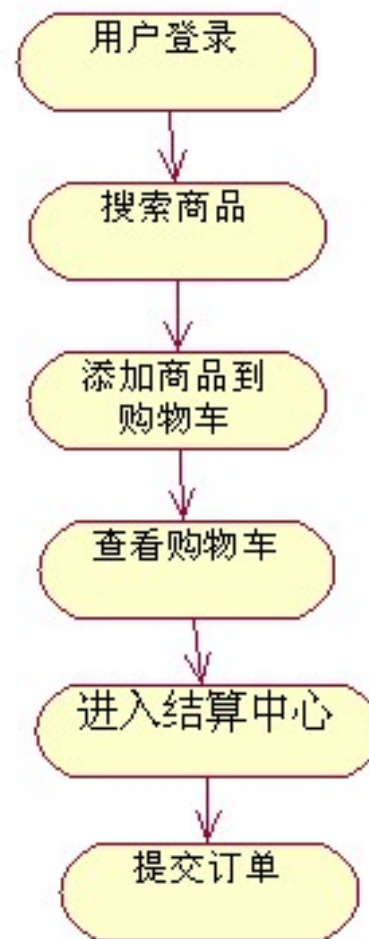 用户登录
搜索商品
添加商品到
购物车
查看购物车
进入结算中心
提交订单